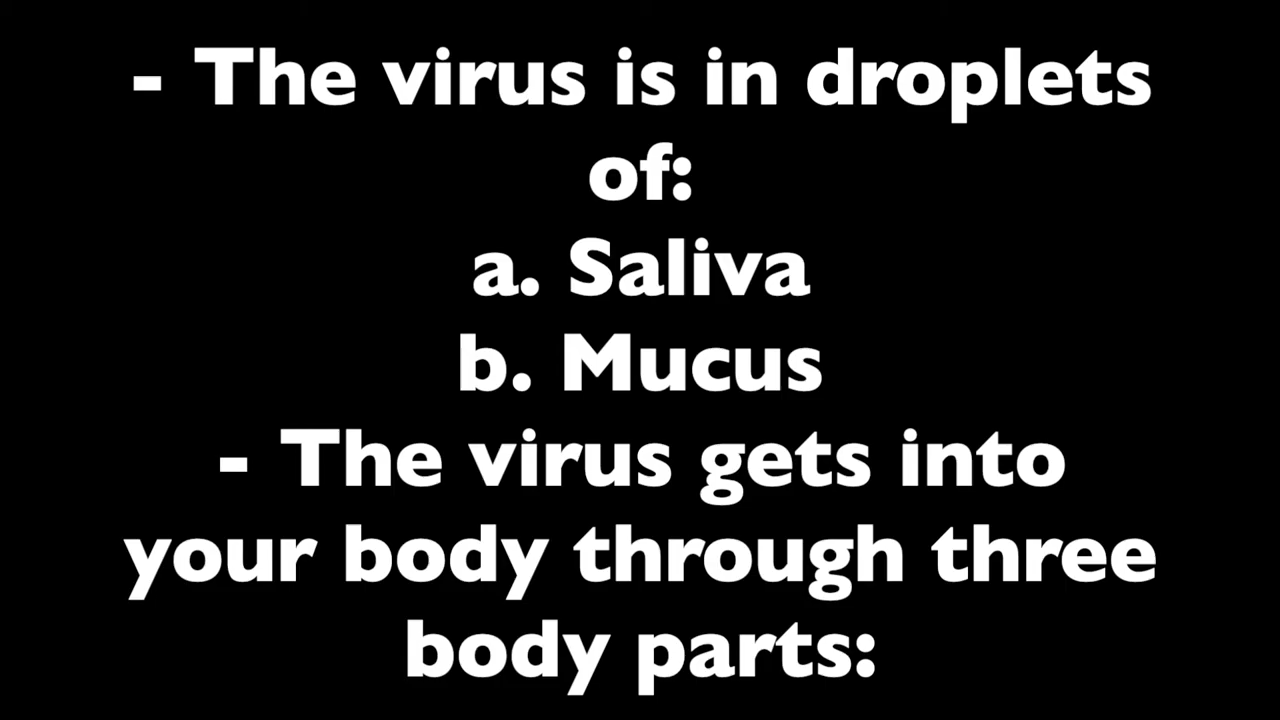 - The virus is in droplets
of:
a. Saliva
b. Mucus
- The virus gets into
your body through three
body parts: